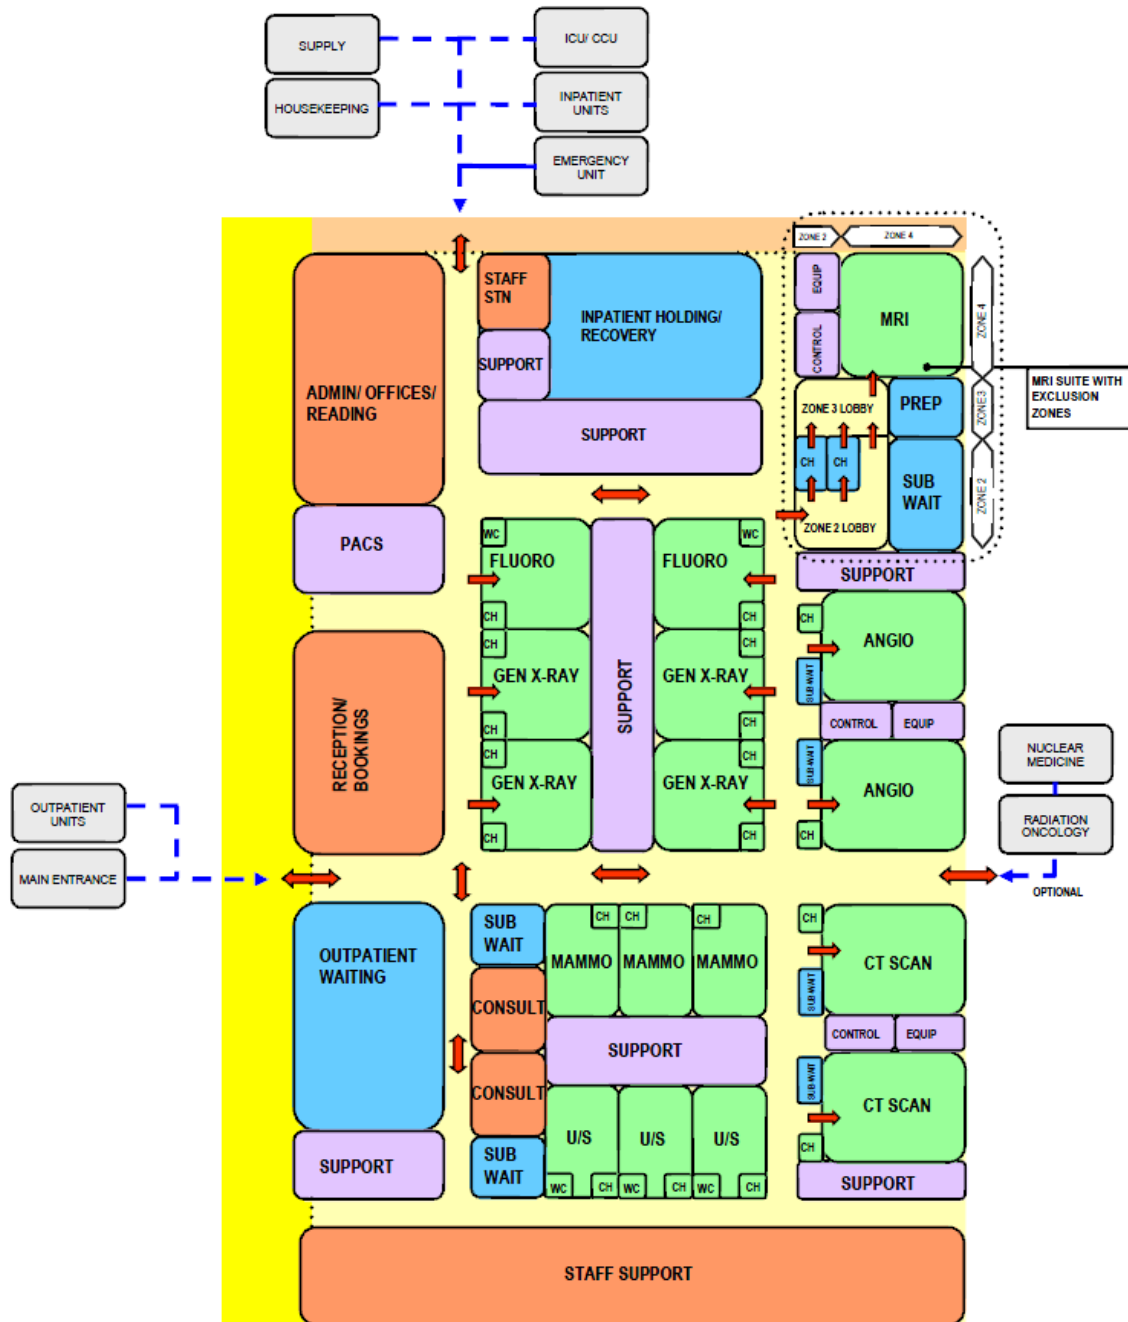 SUPPLY
ICU/ CCU
HOUSEKEEPING
INPATIENT
UNITS
EMERGENCY
UNIT
ZONE 2
ZONE 4
STAFF
STN
INPATIENT HOLDING/
RECOVERY
SUPPORT
SUPPORT
ADMIN/ OFFICES/
READING
EQUIP
CONTROL
MRI
ZONE 4
ZONE3
ZONE 2
MRI SUITE WITH
EXCLUSION
ZONES
ZONE 3 LOBBY
PREP
CH
CH
SUB
WAIT
ZONE 2 LOBBY
PACS
WC
FLUORO
CH
WC
FLUORO
CH
SUPPORT
SUPPORT
CH
GEN X-RAY
CH
CH
GEN X-RAY
CH
CH
ANGIO
SUB-WAIT
CONTROL
EQUIP
RECEPTION/
BOOKINGS
CH
GEN X-RAY
CH
CH
GEN X-RAY
CH
SUB-WAIT
ANGIO
CH
NUCLEAR
MEDICINE
RADIATION
ONCOLOGY
OPTIONAL
OUTPATIENT
UNITS
MAIN ENTRANCE
OUTPATIENT
WAITING
SUB
WAIT
CH
MAMMO
CH
MAMMO
CH
MAMMO
CH
CT SCAN
SUB-WAIT
CONSULT
SUPPORT
CONTROL
EQUIP
CONSULT
SUB-WAIT
CT SCAN
CH
U/S
U/S
U/S
SUPPORT
SUB
WAIT
WC
CH
WC
CH
WC
CH
SUPPORT
STAFF SUPPORT